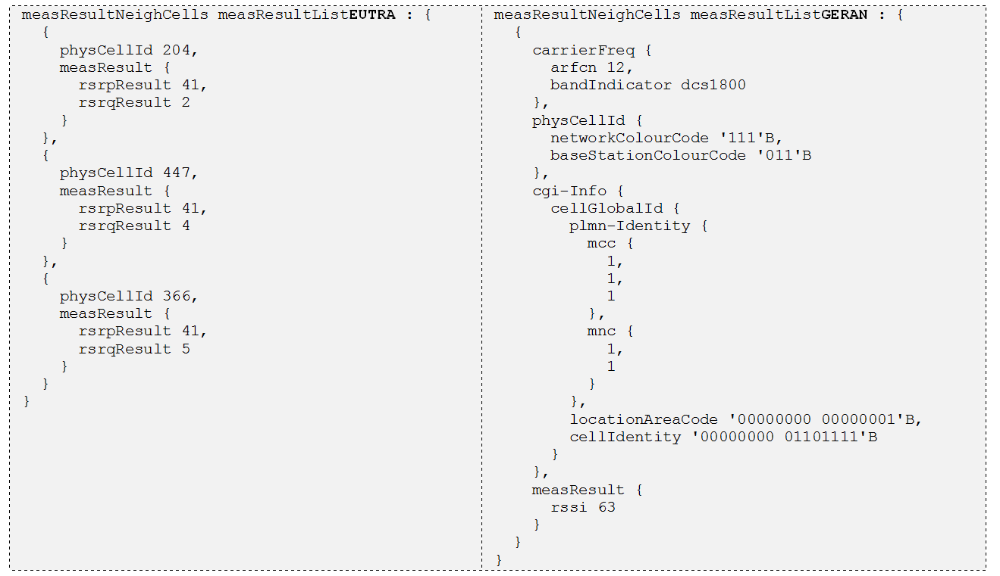 measResultNeighCells measResultListEUTRA : {
  {
    physCellId 204,
    measResult {
      rsrpResult 41,
      rsrqResult 2
    }
  },
  {
    physCellId 447,
    measResult {
      rsrpResult 41,
      rsrqResult 4
    }
  },
  {
    physCellId 366,
    measResult {
      rsrpResult 41,
      rsrqResult 5
    }
  }
}
measResultNeighCells measResultListGERAN : {
  {
    carrierFreq {
      arfcn 12,
      bandIndicator dcs1800
    },
    physCellId {
      networkColourCode '111'B,
      baseStationColourCode '011'B
    },
    cgi-Info {
      cellGlobalId {
        plmn-Identity {
          mcc {
            1,
            1,
            1
          },
          mnc {
            1,
            1
          }
        },
        locationAreaCode '00000000 00000001'B,
        cellIdentity '00000000 01101111'B
      }
    },
    measResult {
      rssi 63
    }
  }
}